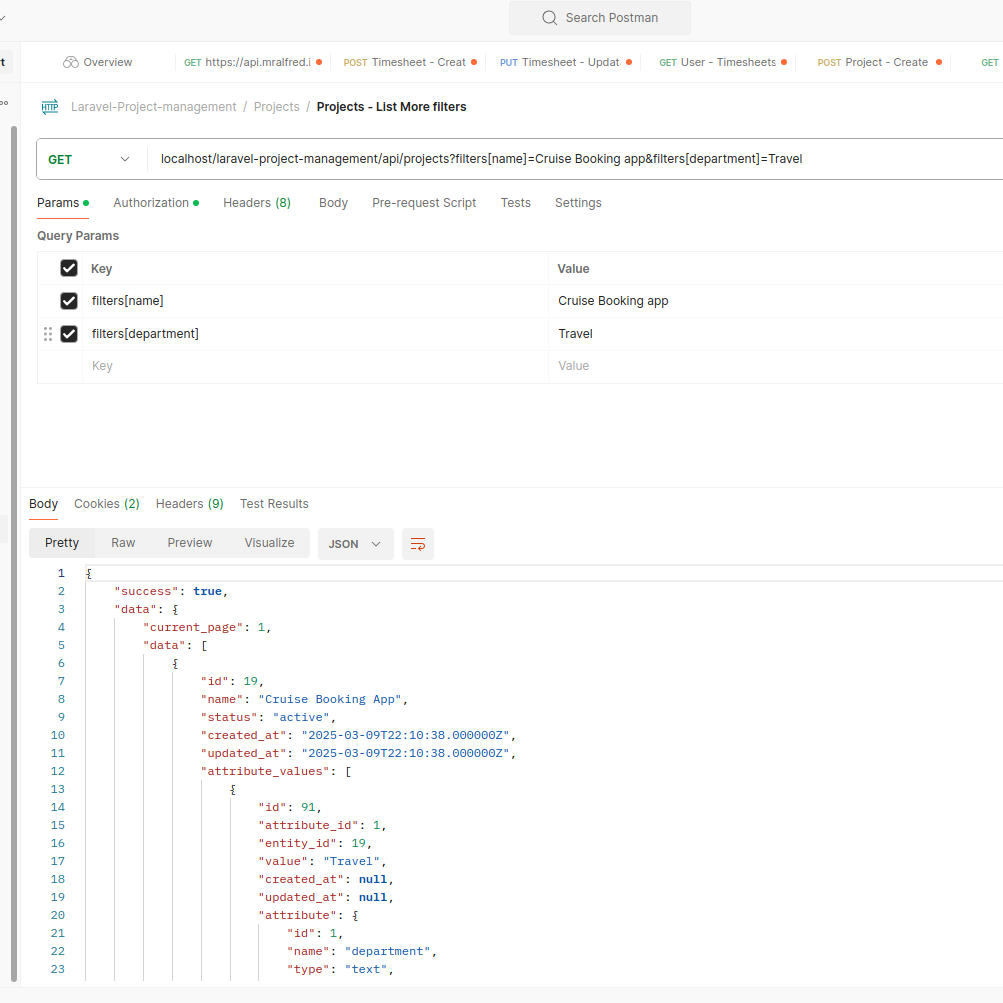 Search Postman
t
Overview
GET https://api.mralfred.i
POST Timesheet - Creat
PUT Timesheet - Updat
GET User - Timesheets
POST Project - Create
GET
HTTP Laravel-Project-management / Projects / Projects - List More filters
GET localhost/laravel-project-management/api/projects?filters[name]=Cruise Booking app&filters[department]=Travel
Params Authorization Headers (8) Body Pre-request Script Tests Settings
Query Params
Key Value
filters[name] Cruise Booking app
filters[department] Travel
Key Value
Body Cookies (2) Headers (9) Test Results
Pretty Raw Preview Visualize JSON
1 {
2 "success": true,
3 "data": {
4 "current_page": 1,
5 "data": [
6 {
7 "id": 19,
8 "name": "Cruise Booking App",
9 "status": "active",
10 "created_at": "2025-03-09T22:10:38.000000Z",
11 "updated_at": "2025-03-09T22:10:38.000000Z",
12 "attribute_values": [
13 {
14 "id": 91,
15 "attribute_id": 1,
16 "entity_id": 19,
17 "value": "Travel",
18 "created_at": null,
19 "updated_at": null,
20 "attribute": {
21 "id": 1,
22 "name": "department",
23 "type": "text",